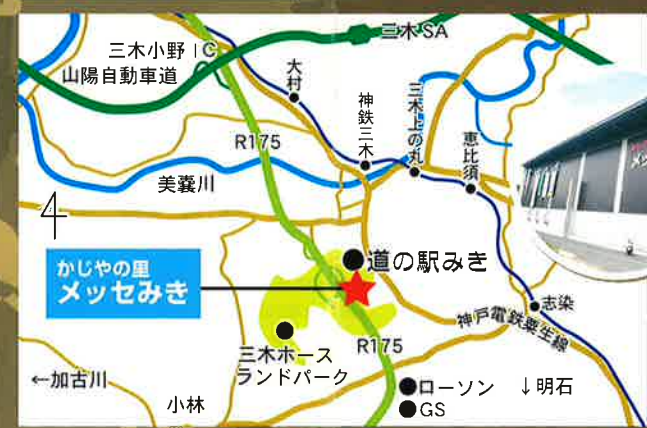 三木SA
三木小野IC
山陽自動車道
大村
神鉄三木
三木上の丸
恵比須
R175
美嚢川
4
かじやの里
メッセみき
道の駅みき
志染
神戸電鉄粟生線
三木ホース
ランドパーク
R175
←加古川
小林
ローソン
↓明石
GS